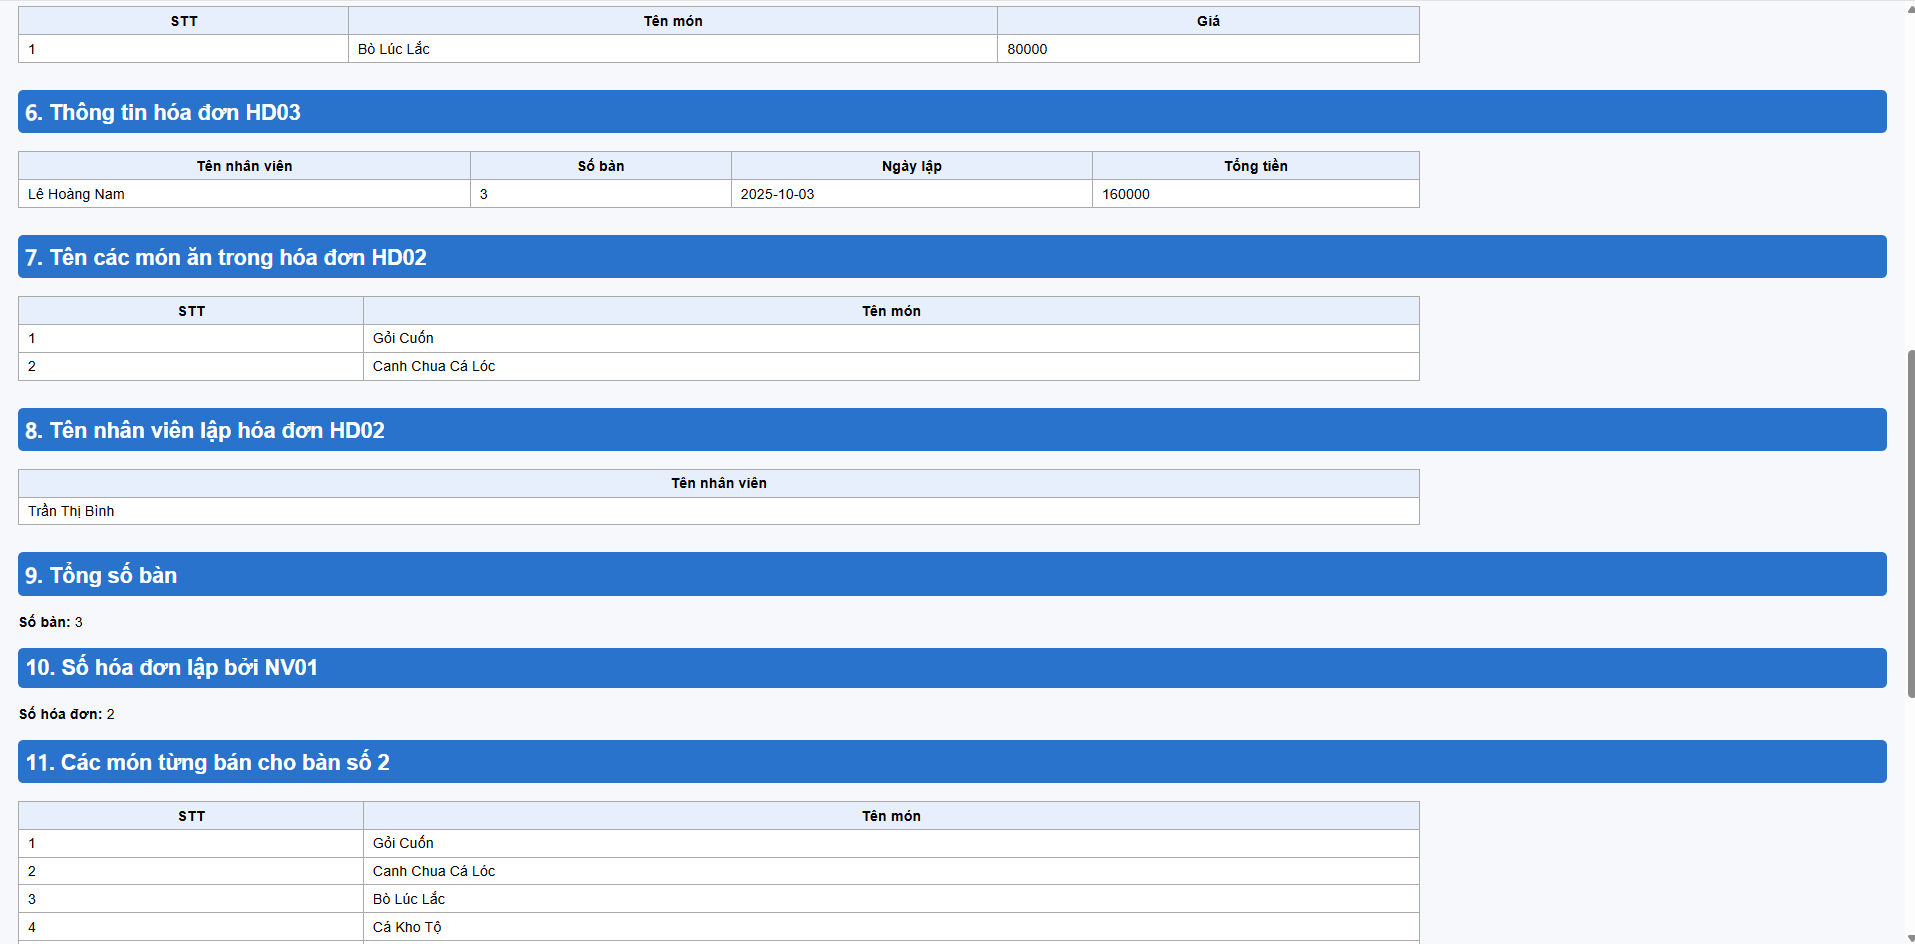 STT Tên món Giá
1 Bò Lúc Lắc 80000
6. Thông tin hóa đơn HD03
Tên nhân viên Số bàn Ngày lập Tổng tiền
Lê Hoàng Nam 3 2025-10-03 160000
7. Tên các món ăn trong hóa đơn HD02
STT Tên món
1 Gỏi Cuốn
2 Canh Chua Cá Lóc
8. Tên nhân viên lập hóa đơn HD02
Tên nhân viên
Trần Thị Bình
9. Tổng số bàn
Số bàn: 3
10. Số hóa đơn lập bởi NV01
Số hóa đơn: 2
11. Các món từng bán cho bàn số 2
STT Tên món
1 Gỏi Cuốn
2 Canh Chua Cá Lóc
3 Bò Lúc Lắc
4 Cá Kho Tộ